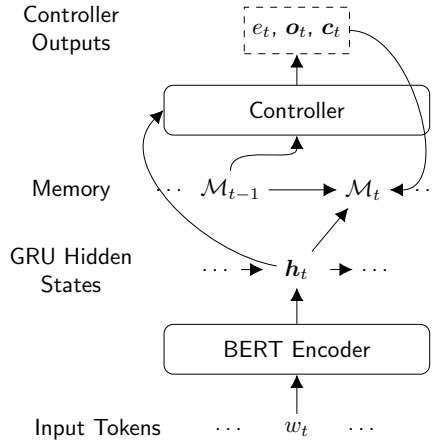 Controller
Outputs
e_t, o_t, c_t
Controller
Memory
... M_{t−1} M_t ...
GRU Hidden
States
... h_t ...
BERT Encoder
Input Tokens ... w_t ...